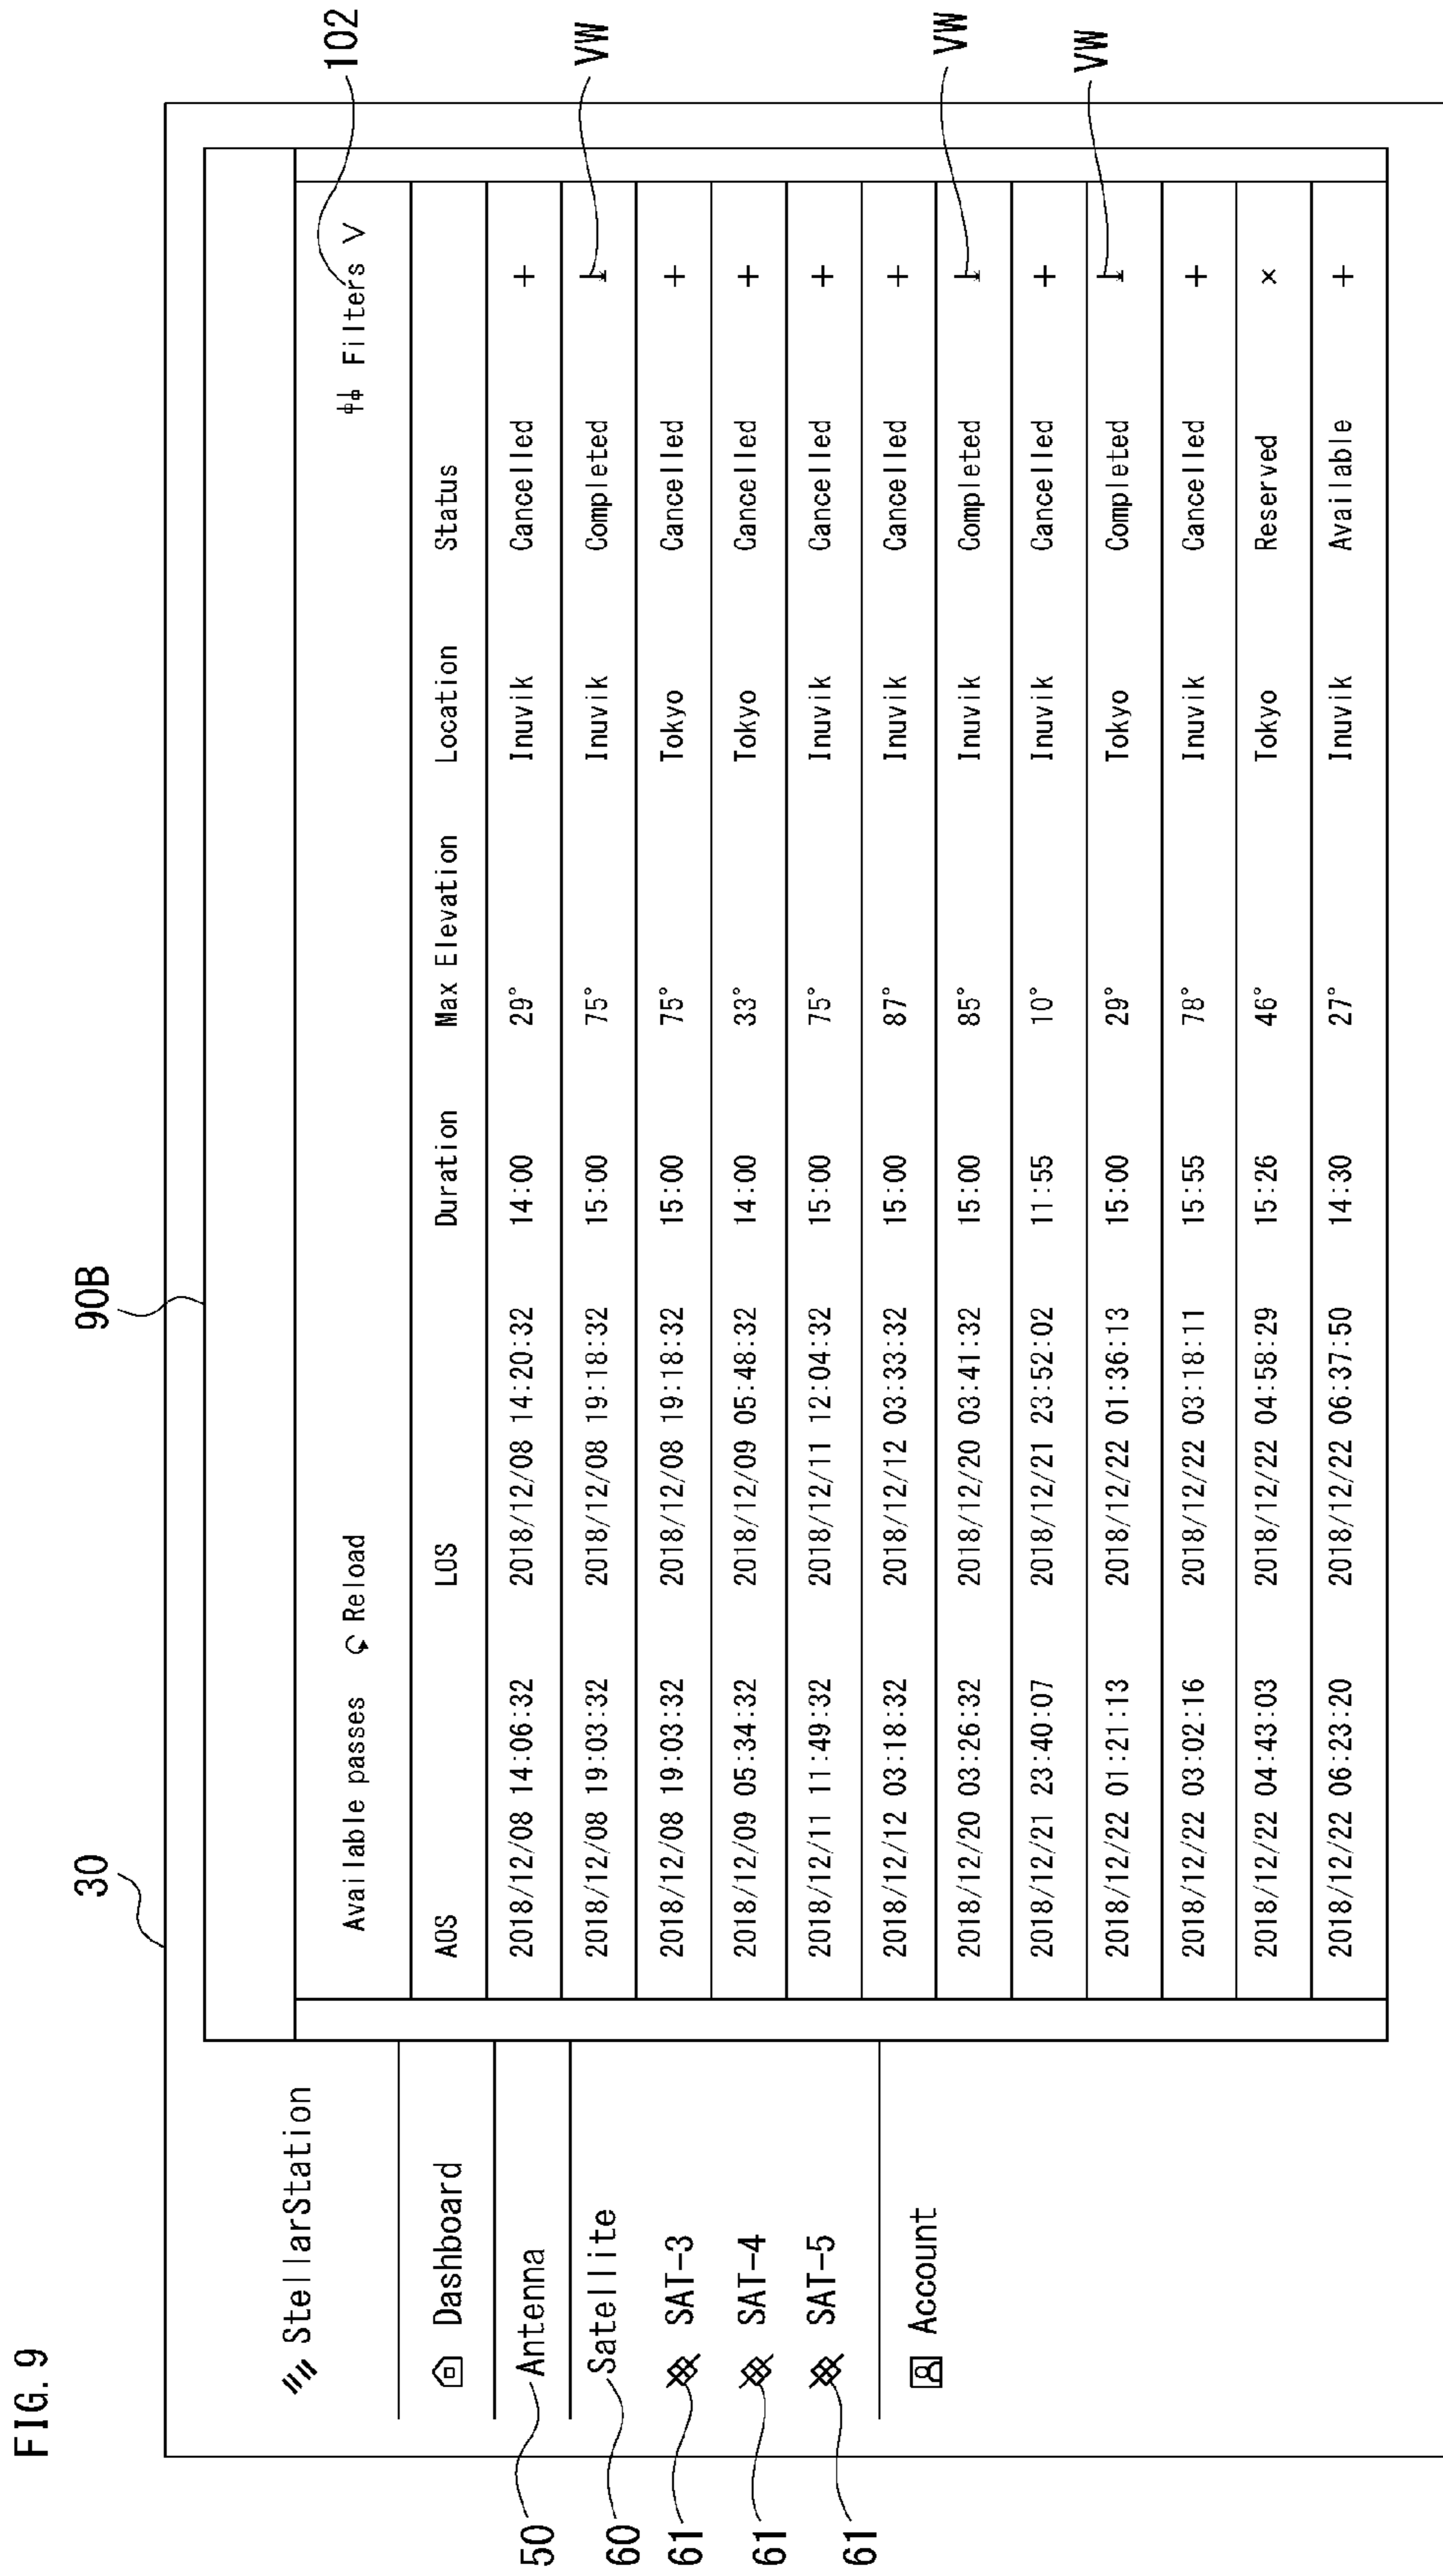 FIG. 9
30
90B
102
StellarStation
Dashboard
50
Antenna
60
Satellite
61
SAT-3
61
SAT-4
61
SAT-5
Account
Available passes Reload Filters V
AOS LOS Duration Max Elevation Location Status
2018/12/08 14:06:32 2018/12/08 14:20:32 14:00 29° Inuvik Cancelled +
2018/12/08 19:03:32 2018/12/08 19:18:32 15:00 75° Inuvik Completed VW
2018/12/08 19:03:32 2018/12/08 19:18:32 15:00 75° Tokyo Cancelled +
2018/12/09 05:34:32 2018/12/09 05:48:32 14:00 33° Tokyo Cancelled +
2018/12/11 11:49:32 2018/12/11 12:04:32 15:00 75° Inuvik Cancelled +
2018/12/12 03:18:32 2018/12/12 03:33:32 15:00 87° Inuvik Cancelled +
2018/12/20 03:26:32 2018/12/20 03:41:32 15:00 85° Inuvik Completed VW
2018/12/21 23:40:07 2018/12/21 23:52:02 11:55 10° Inuvik Cancelled +
2018/12/22 01:21:13 2018/12/22 01:36:13 15:00 29° Tokyo Completed VW
2018/12/22 03:02:16 2018/12/22 03:18:11 15:55 78° Inuvik Cancelled +
2018/12/22 04:43:03 2018/12/22 04:58:29 15:26 46° Tokyo Reserved ×
2018/12/22 06:23:20 2018/12/22 06:37:50 14:30 27° Inuvik Available +